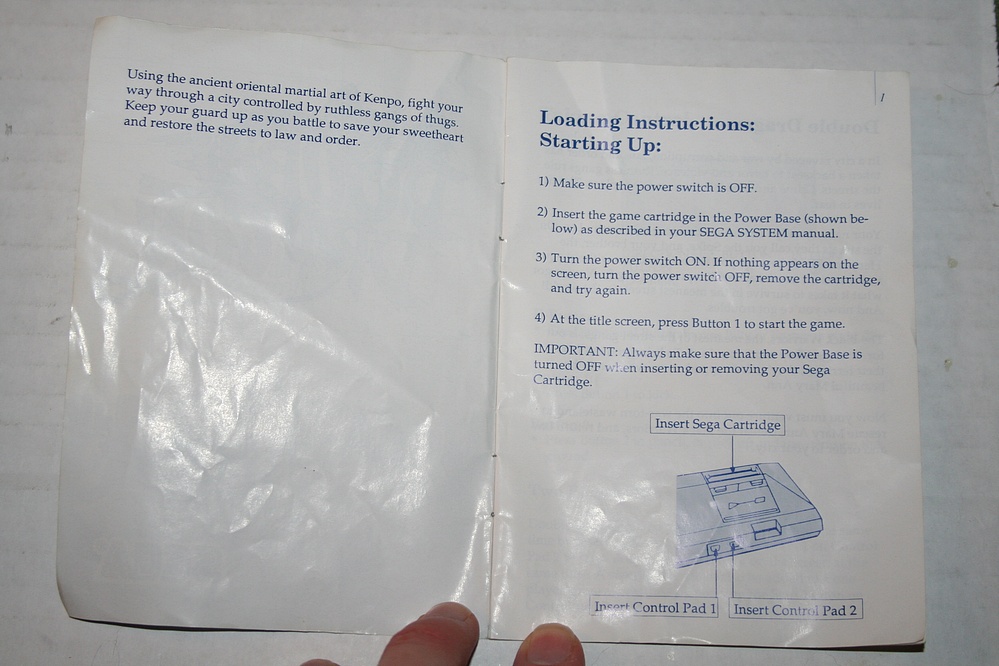 Using the ancient oriental martial art of Kenpo, fight your
way through a city controlled by ruthless gangs of thugs.
Keep your guard up as you battle to save your sweetheart
and restore the streets to law and order.
1
Loading Instructions:
Starting Up:
1) Make sure the power switch is OFF.
2) Insert the game cartridge in the Power Base (shown be-
low) as described in your SEGA SYSTEM manual.
3) Turn the power switch ON. If nothing appears on the
screen, turn the power switch OFF, remove the cartridge,
and try again.
4) At the title screen, press Button 1 to start the game.
IMPORTANT: Always make sure that the Power Base is
turned OFF when inserting or removing your Sega
Cartridge.
Insert Sega Cartridge
Insert Control Pad 1
Insert Control Pad 2